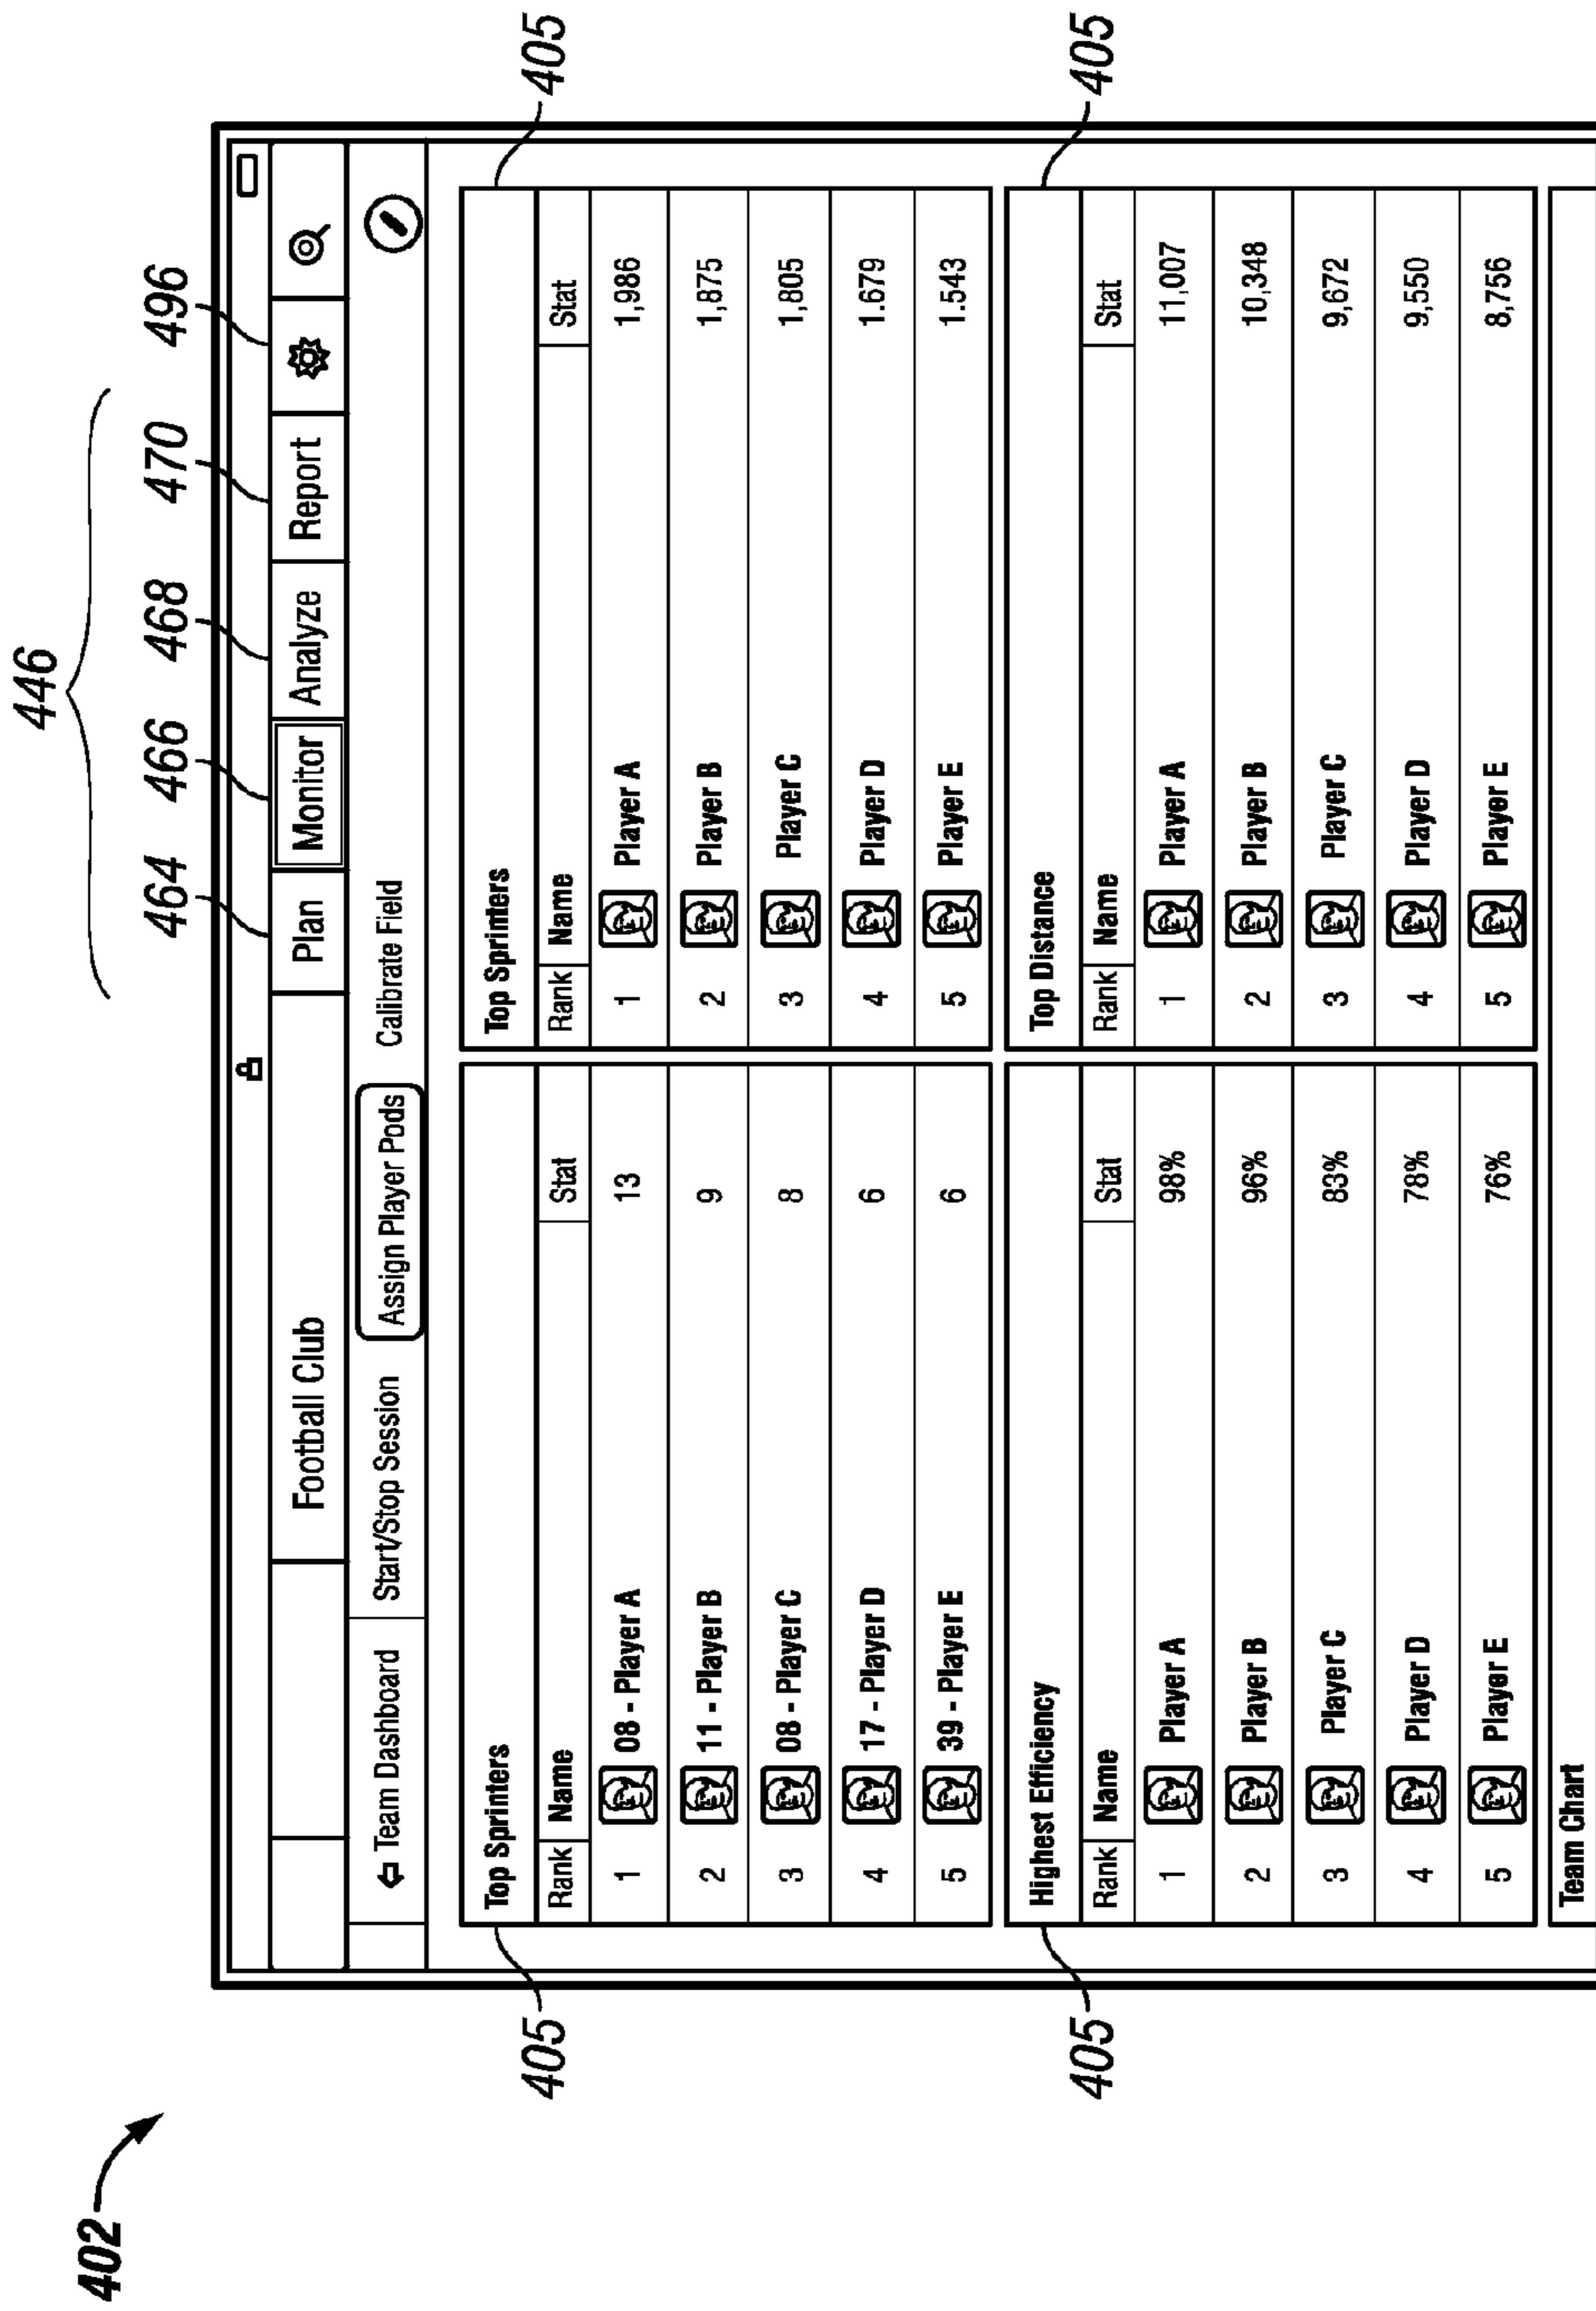 402
446
464 466 468 470 496
Football Club Plan Monitor Analyze Report
Team Dashboard Start/Stop Session Assign Player Pods Calibrate Field
405 405
Top Sprinters
Rank Name Stat
1 08 - Player A 13
2 11 - Player B 9
3 08 - Player C 8
4 17 - Player D 6
5 39 - Player E 6
Top Sprinters
Rank Name Stat
1 Player A 1,986
2 Player B 1,875
3 Player C 1,805
4 Player D 1.679
5 Player E 1.543
405 405
Highest Efficiency
Rank Name Stat
1 Player A 98%
2 Player B 96%
3 Player C 83%
4 Player D 78%
5 Player E 76%
Top Distance
Rank Name Stat
1 Player A 11,007
2 Player B 10,348
3 Player C 9,672
4 Player D 9,550
5 Player E 8,756
Team Chart